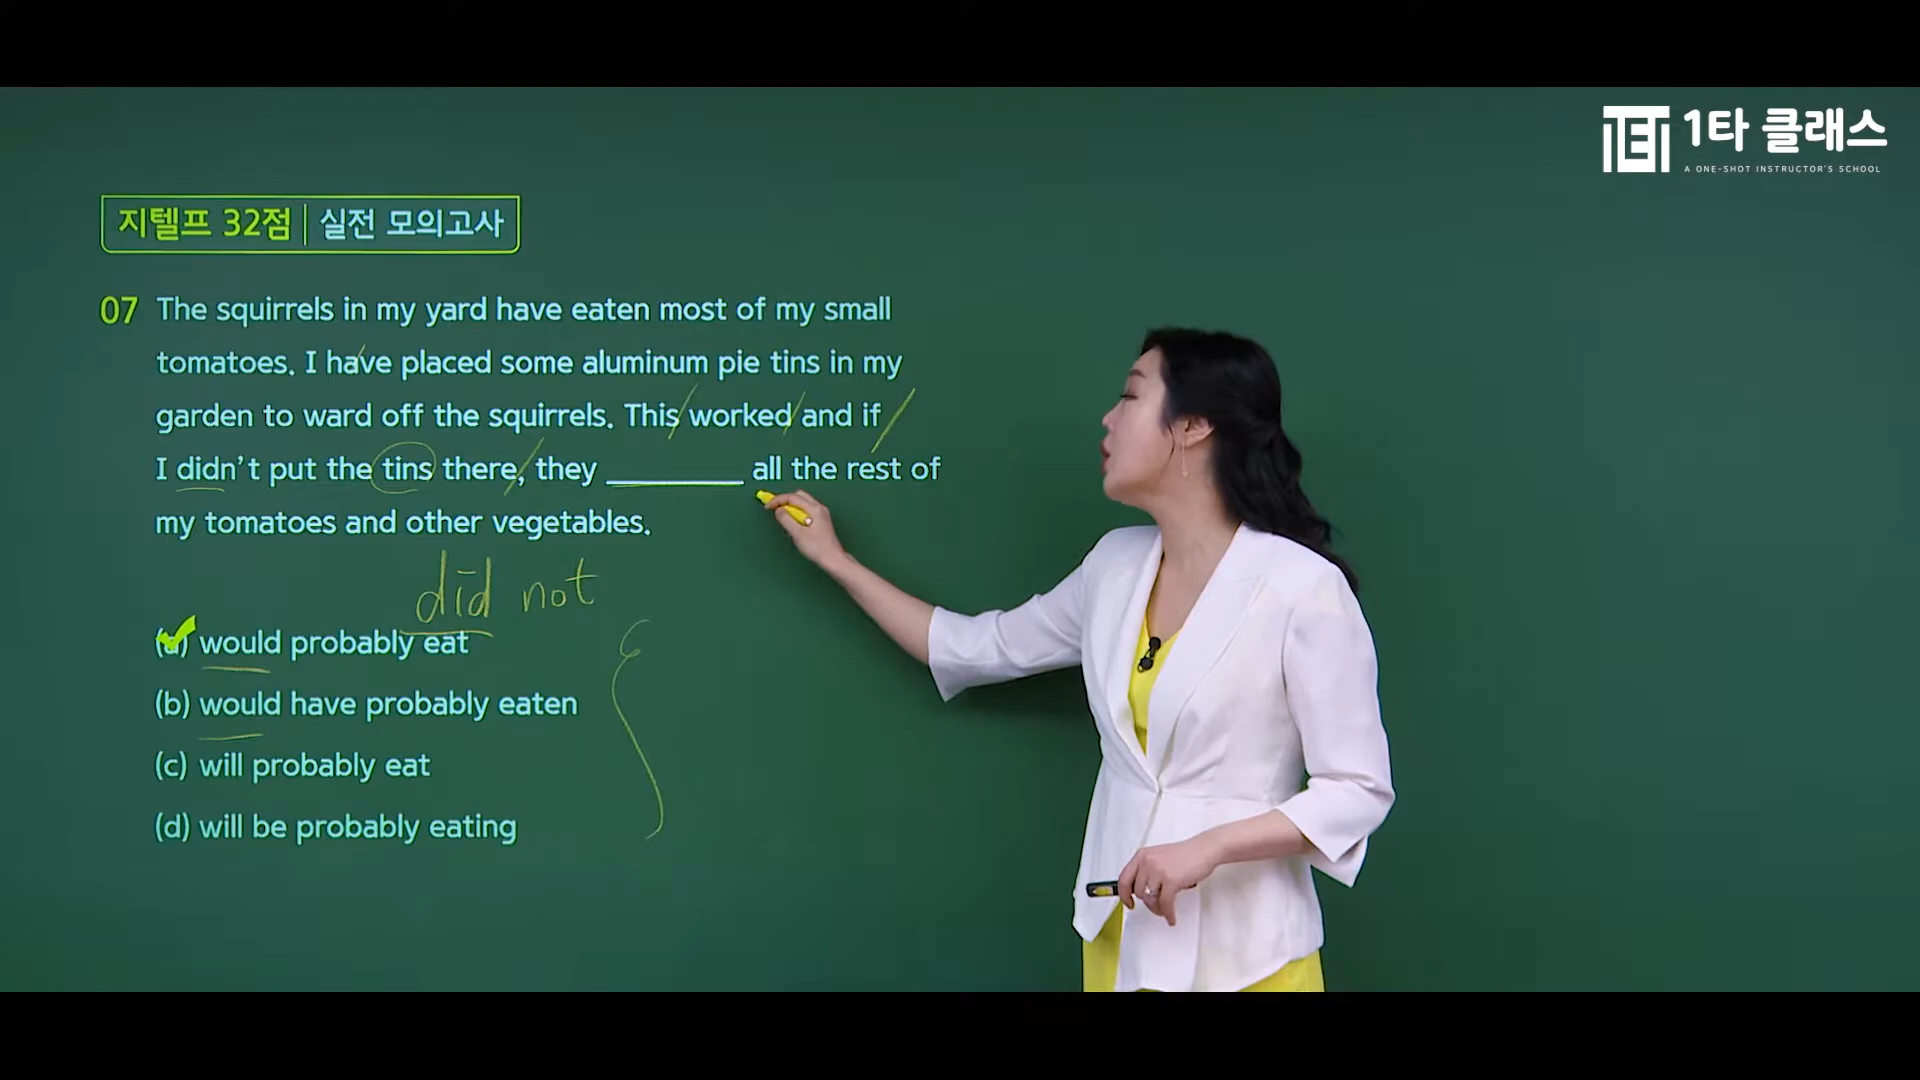 1타 클래스
A ONE-SHOT INSTRUCTOR'S SCHOOL
지텔프 32점 | 실전 모의고사
07 The squirrels in my yard have eaten most of my small
tomatoes. I have placed some aluminum pie tins in my
garden to ward off the squirrels. This worked and if
I didn't put the tins there, they ________ all the rest of
my tomatoes and other vegetables.
did not
(a) would probably eat
(b) would have probably eaten
(c) will probably eat
(d) will be probably eating